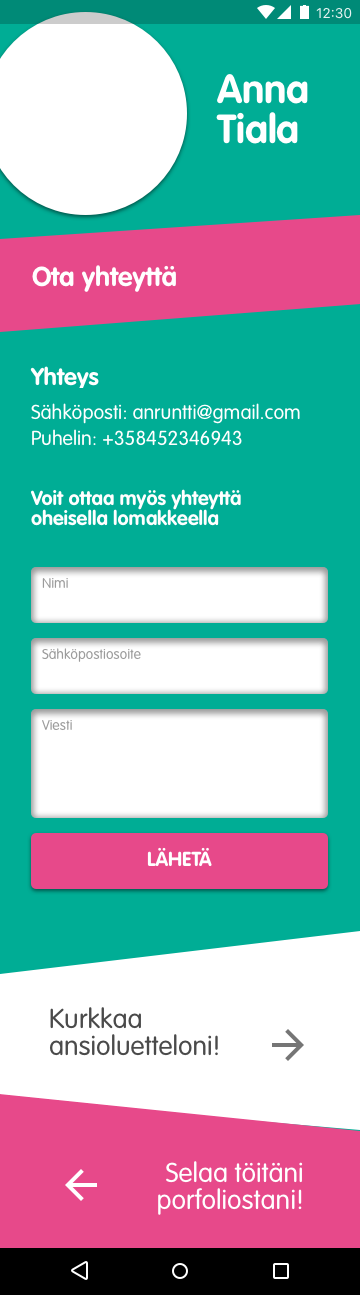 12:30
Anna
Tiala
Ota yhteyttä
Yhteys
Sähköposti: anruntti@gmail.com
Puhelin: +358452346943
Voit ottaa myös yhteyttä
oheisella lomakkeella
Nimi
Sähköpostiosoite
Viesti
LÄHETÄ
Kurkkaa
ansioluetteloni!
Selaa töitäni
porfoliostani!